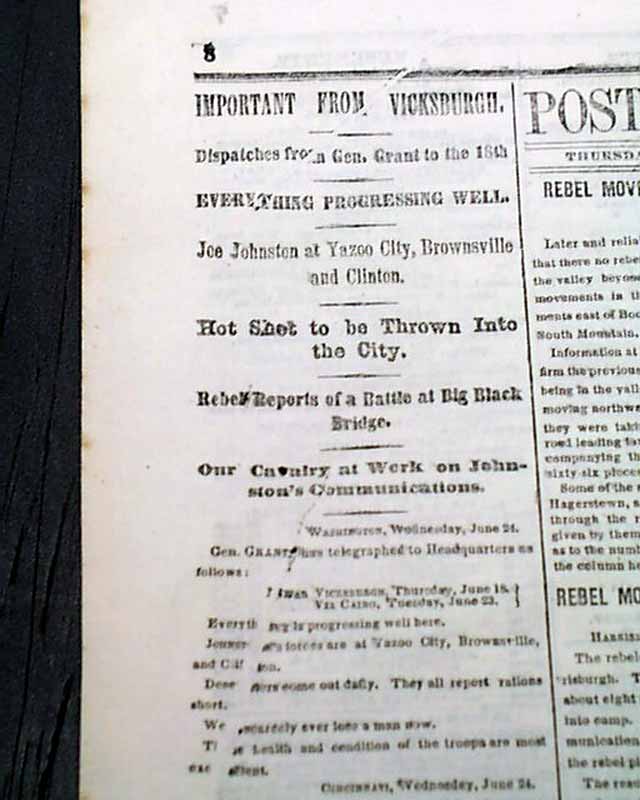 8
IMPORTANT FROM VICKSBURGH.
Dispatches from Gen. Grant to the 18th
EVERYTHING PROGRESSING WELL.
Joe Johnston at Yazoo City, Brownsville
and Clinton.
Hot Shot to be Thrown Into
the City.
Rebel Reports of a Battle at Big Black
Bridge.
Our Cavalry at Work on John-
ston's Communications.
WASHINGTON, Wednesday, June 24.
Gen. GRANT has telegraphed to Headquarters as
follows:
NEAR VICKSBURGH, Thursday, June 18, }
VIA CAIRO, Tuesday, June 23. }
Everything is progressing well here.
forces are at Yazoo City, Brownsville,
and
come out daily. They all report rations
short.
We scarcely ever lose a man now.
health and condition of the troops are most

CINCINNATI, Wednesday, June 24.
POST
THURSDA
REBEL MOV
Later and relia
that there no rebe
the valley beyon
movements in th
ments east of Boo
South Mountain.
Information at
firm the previous
being in the vall
moving northw
they were taki
road leading
companying th
sixty-six pieces
Some of the
Hagerstown, a
through the r
given by them
as to the numb
the column he
REBEL MO
HARRIS
The rebel
risburgh. T
about eight
into camp.
munication
the rebel pi
The reas